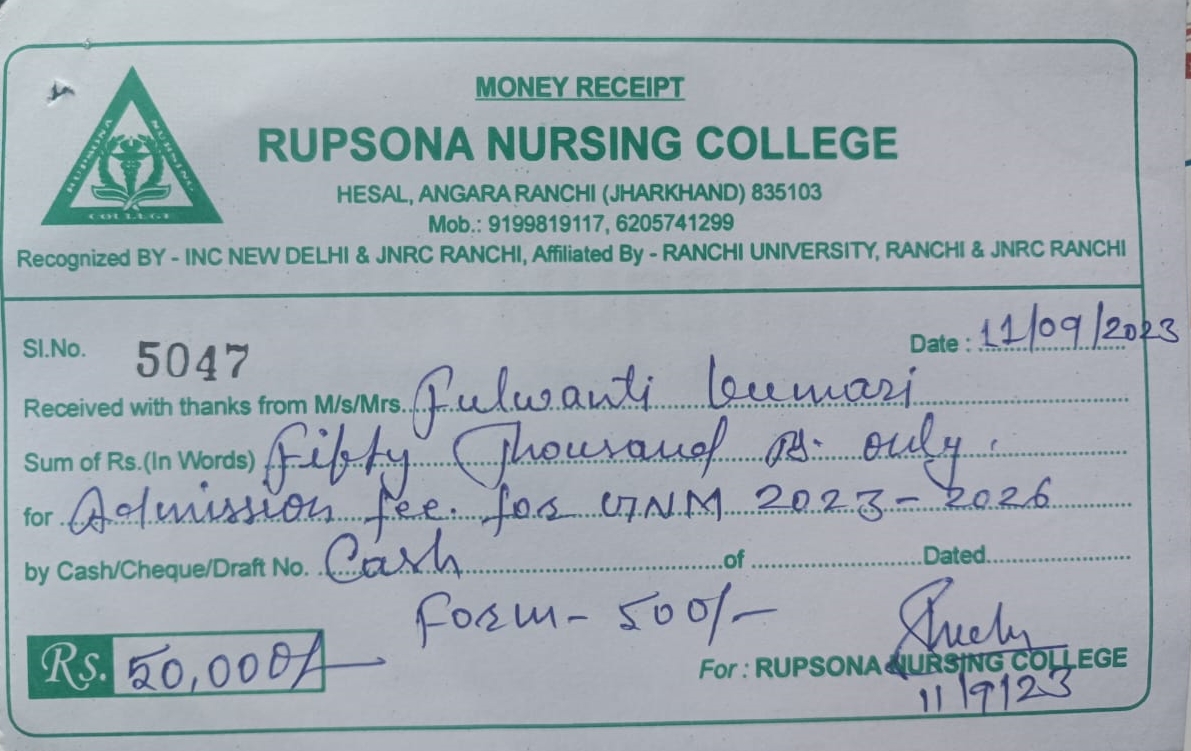 MONEY RECEIPT
RUPSONA NURSING COLLEGE
RUPSONA NURSING COLLEGE
HESAL, ANGARA RANCHI (JHARKHAND) 835103
Mob.: 9199819117, 6205741299
Recognized BY - INC NEW DELHI & JNRC RANCHI, Affiliated By - RANCHI UNIVERSITY, RANCHI & JNRC RANCHI
Sl.No. 5047 Date : 11/09/2023
Received with thanks from M/s/Mrs. Fulwanti kumari
Sum of Rs.(In Words) Fifty Thousand Rs. only.
for Admission fee. for GNM 2023-2026
by Cash/Cheque/Draft No. Cash of Dated
Form - 500/-
Rs. 50,000/-
For : RUPSONA NURSING COLLEGE
11/9/23